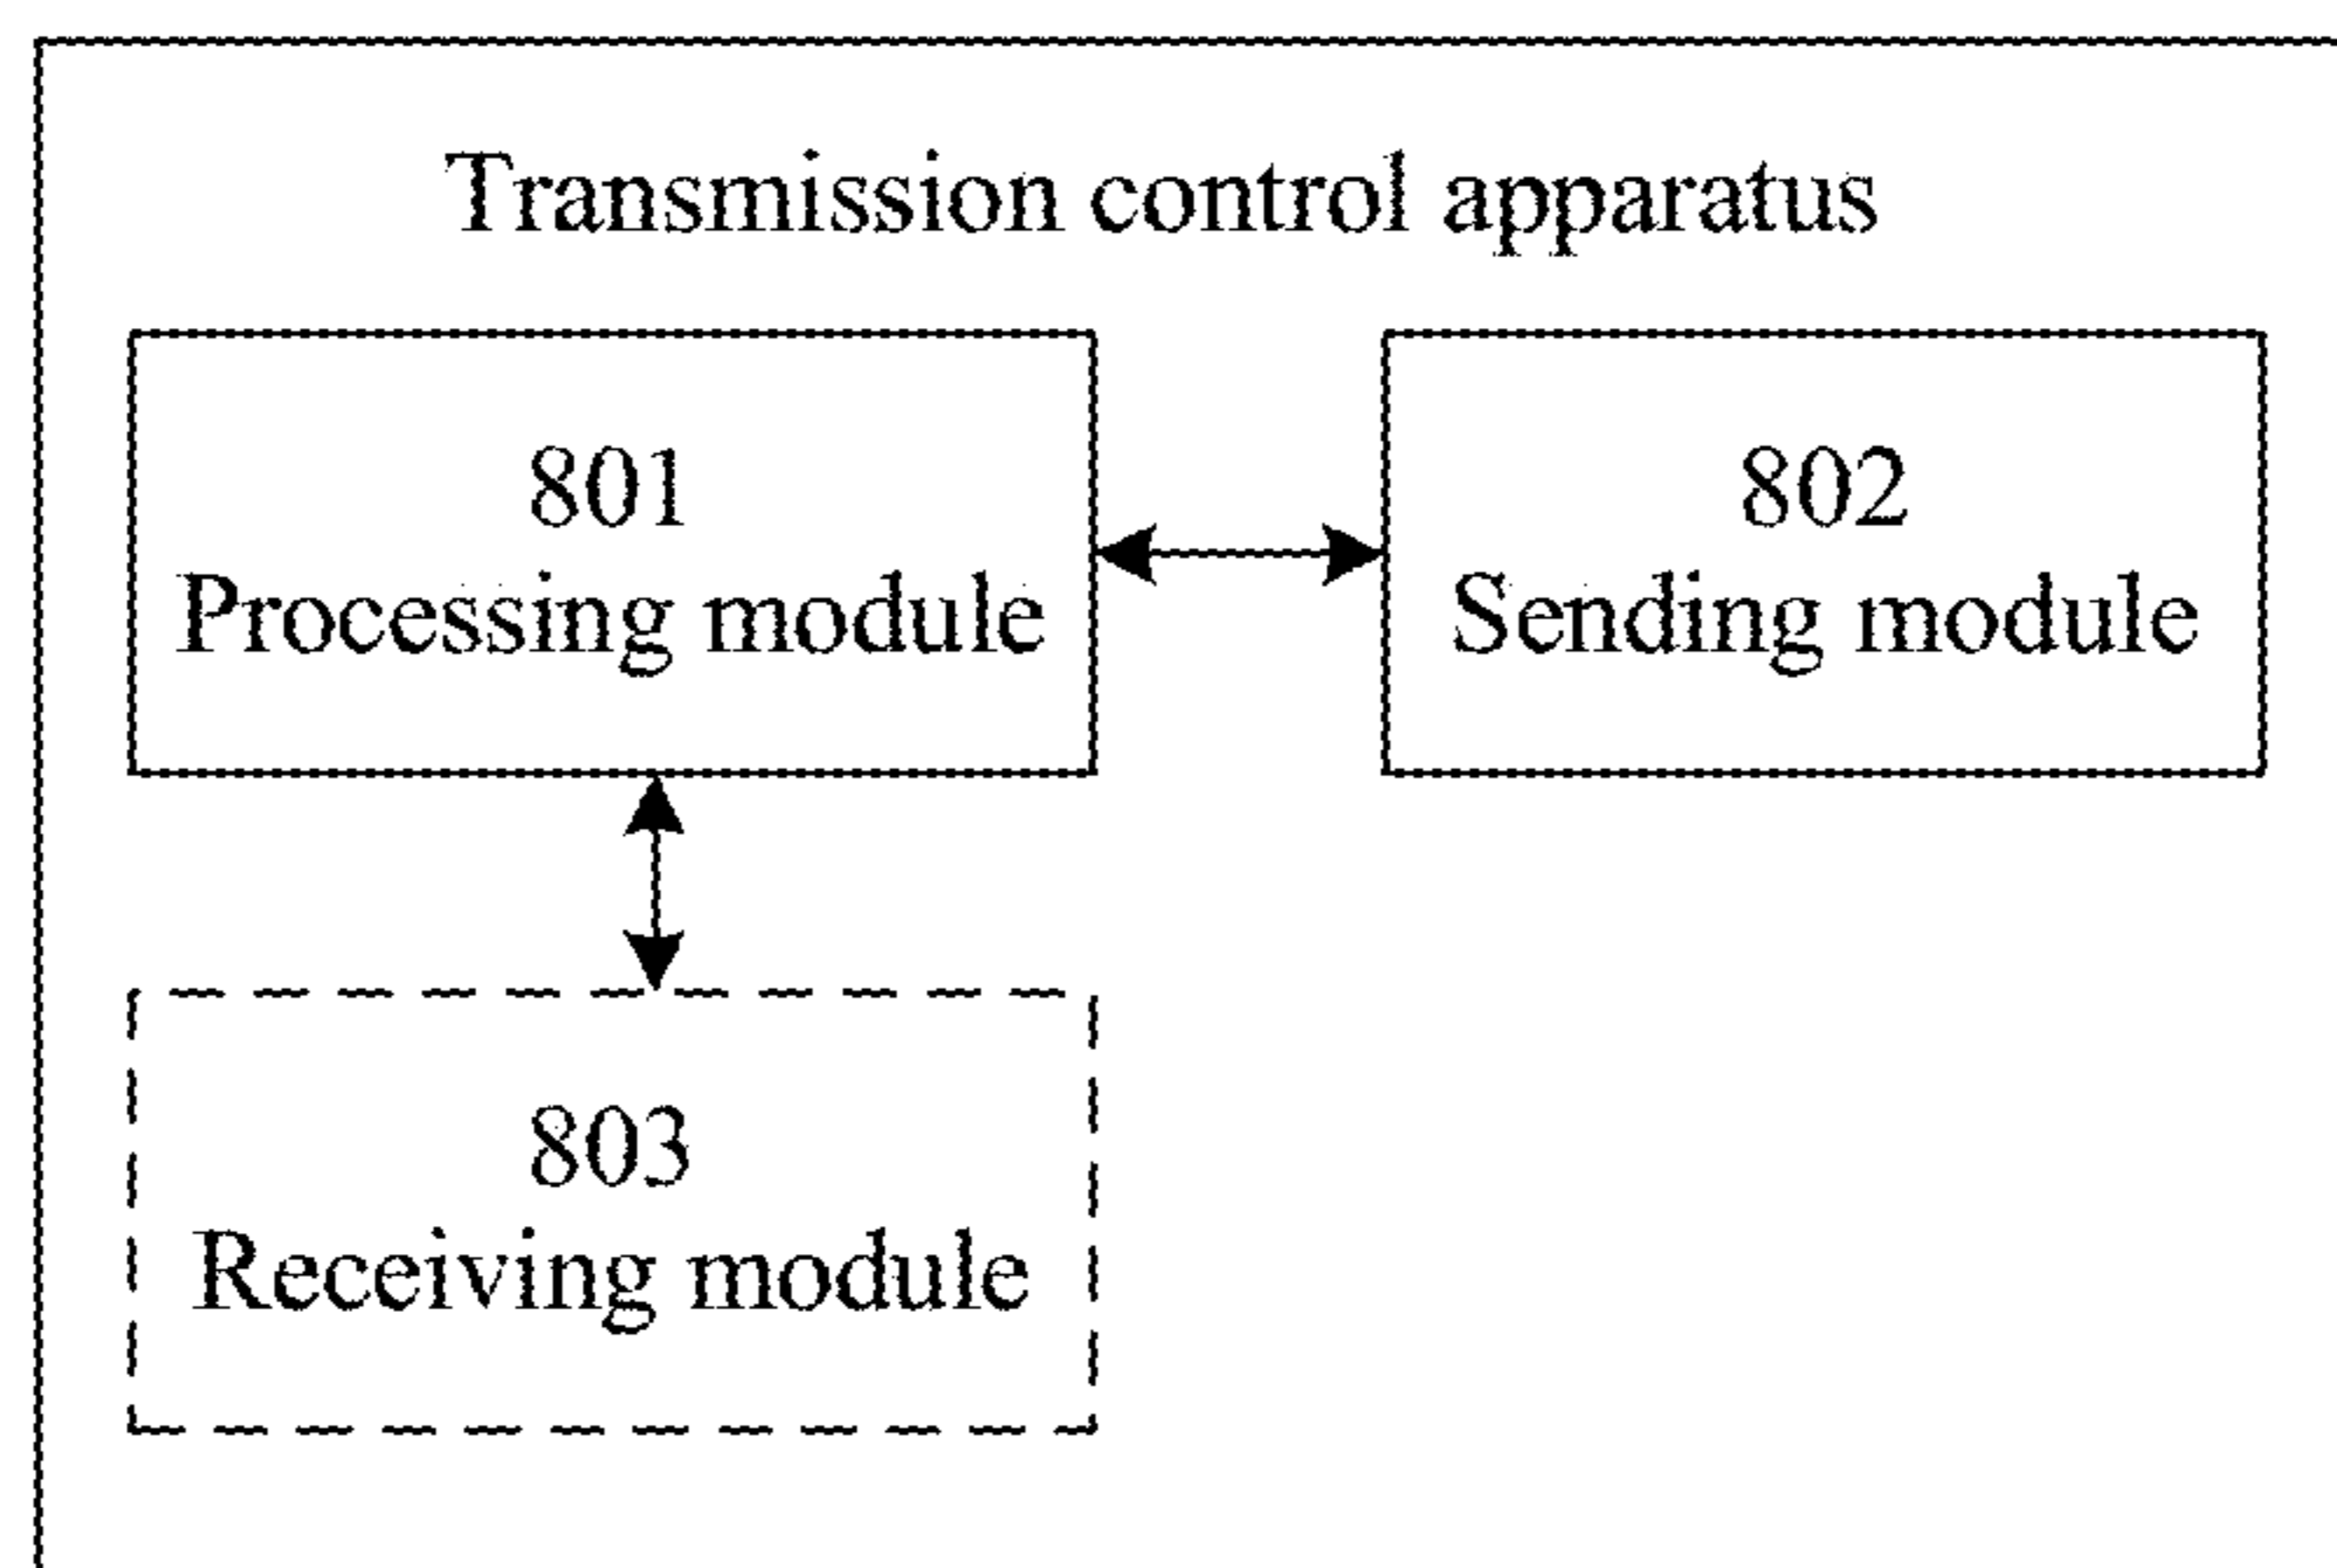 Transmission control apparatus
801
Processing module
802
Sending module
803
Receiving module